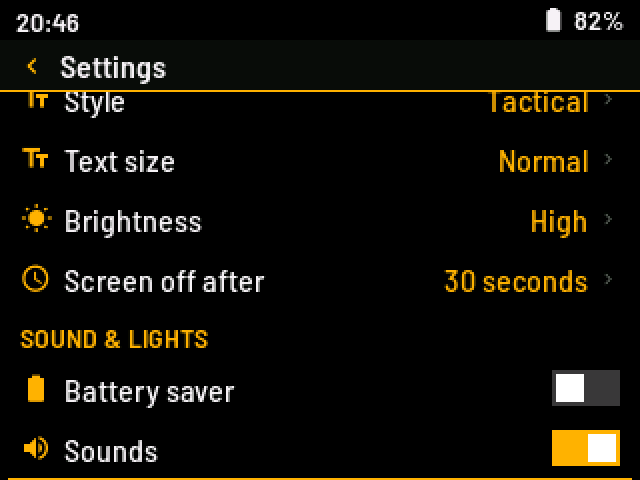 20:46 82%
Settings
Style Tactical
Text size Normal
Brightness High
Screen off after 30 seconds
SOUND & LIGHTS
Battery saver
Sounds